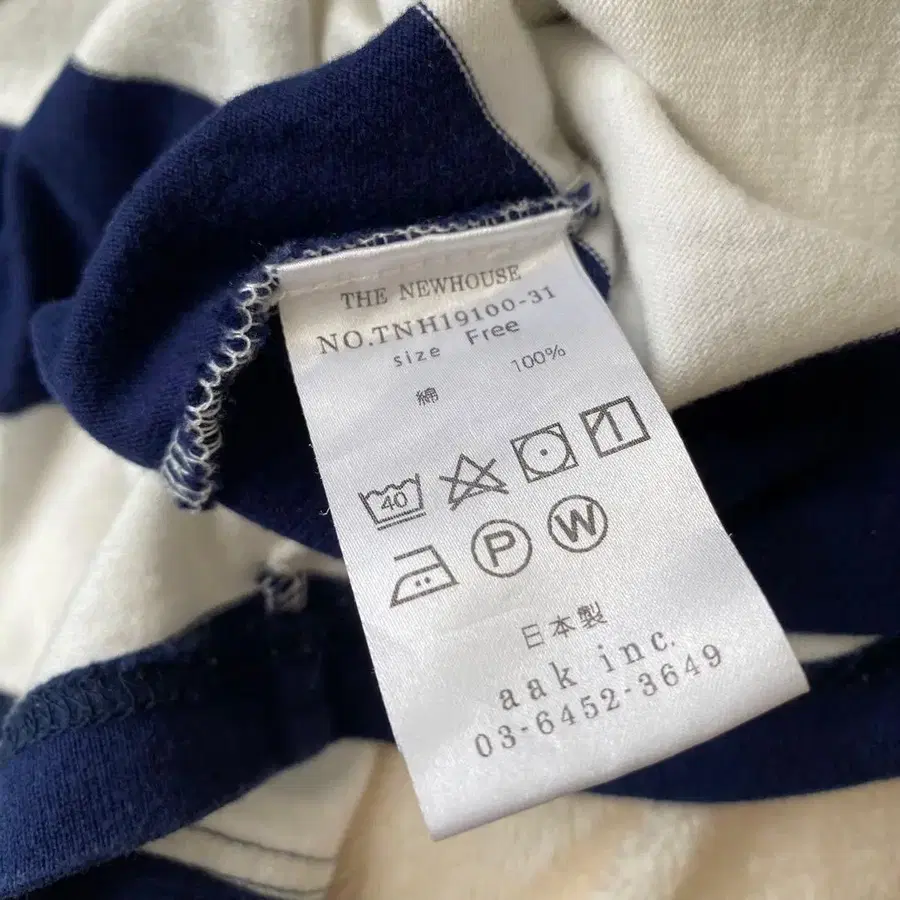 THE NEWHOUSE
NO.TNH19100-31
size Free
綿 100%
40
P W
日本製
aak inc.
03-6452-3649